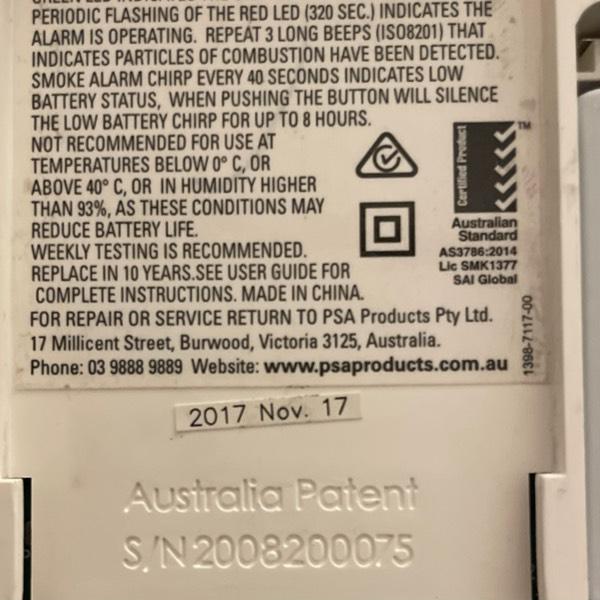 PERIODIC FLASHING OF THE RED LED (320 SEC.) INDICATES THE
ALARM IS OPERATING. REPEAT 3 LONG BEEPS (ISO8201) THAT
INDICATES PARTICLES OF COMBUSTION HAVE BEEN DETECTED.
SMOKE ALARM CHIRP EVERY 40 SECONDS INDICATES LOW
BATTERY STATUS, WHEN PUSHING THE BUTTON WILL SILENCE
THE LOW BATTERY CHIRP FOR UP TO 8 HOURS.
NOT RECOMMENDED FOR USE AT
TEMPERATURES BELOW 0° C, OR
ABOVE 40° C, OR IN HUMIDITY HIGHER
THAN 93%, AS THESE CONDITIONS MAY
REDUCE BATTERY LIFE.
WEEKLY TESTING IS RECOMMENDED.
REPLACE IN 10 YEARS.SEE USER GUIDE FOR
COMPLETE INSTRUCTIONS. MADE IN CHINA.
Certified Product
TM
Australian
Standard
AS3786:2014
Lic SMK1377
SAI Global
FOR REPAIR OR SERVICE RETURN TO PSA Products Pty Ltd.
17 Millicent Street, Burwood, Victoria 3125, Australia.
Phone: 03 9888 9889 Website: www.psaproducts.com.au
1398-7117-00
2017 Nov. 17
Australia Patent
S/N2008200075